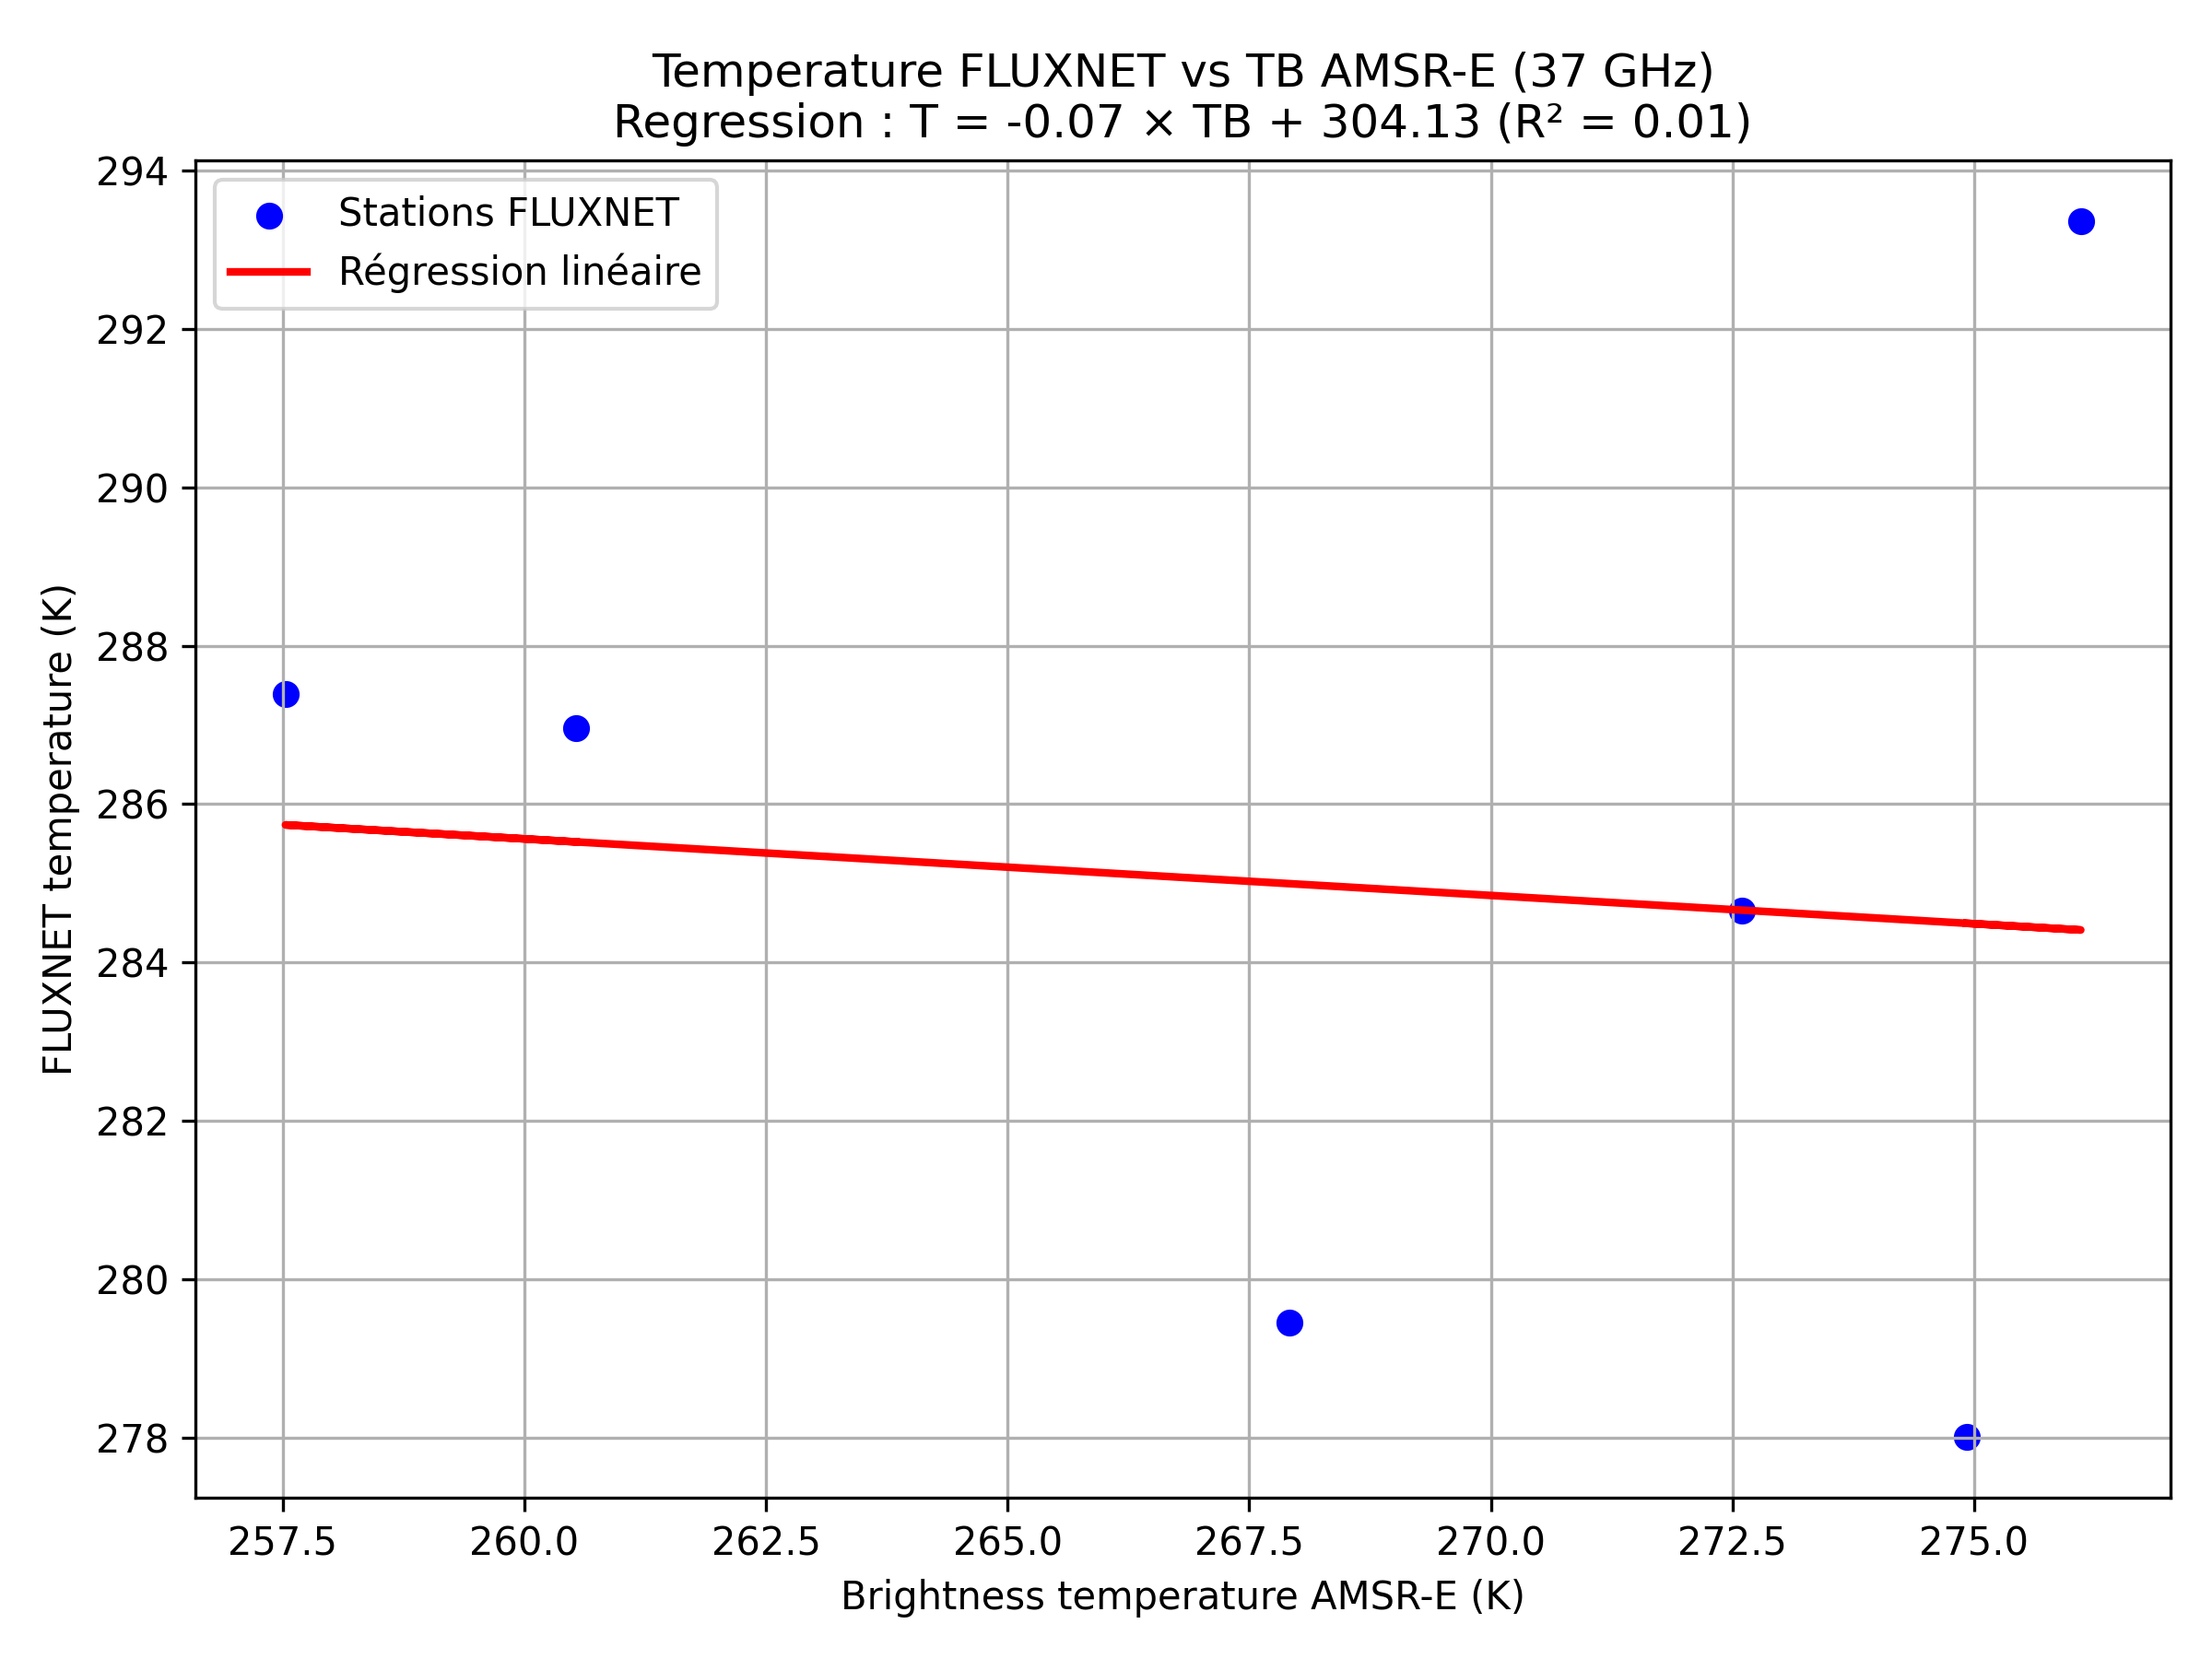 Temperature FLUXNET vs TB AMSR-E (37 GHz)
Regression : T = -0.07 × TB + 304.13 (R² = 0.01)
Stations FLUXNET
Régression linéaire
FLUXNET temperature (K)
294
292
290
288
286
284
282
280
278
257.5 260.0 262.5 265.0 267.5 270.0 272.5 275.0
Brightness temperature AMSR-E (K)